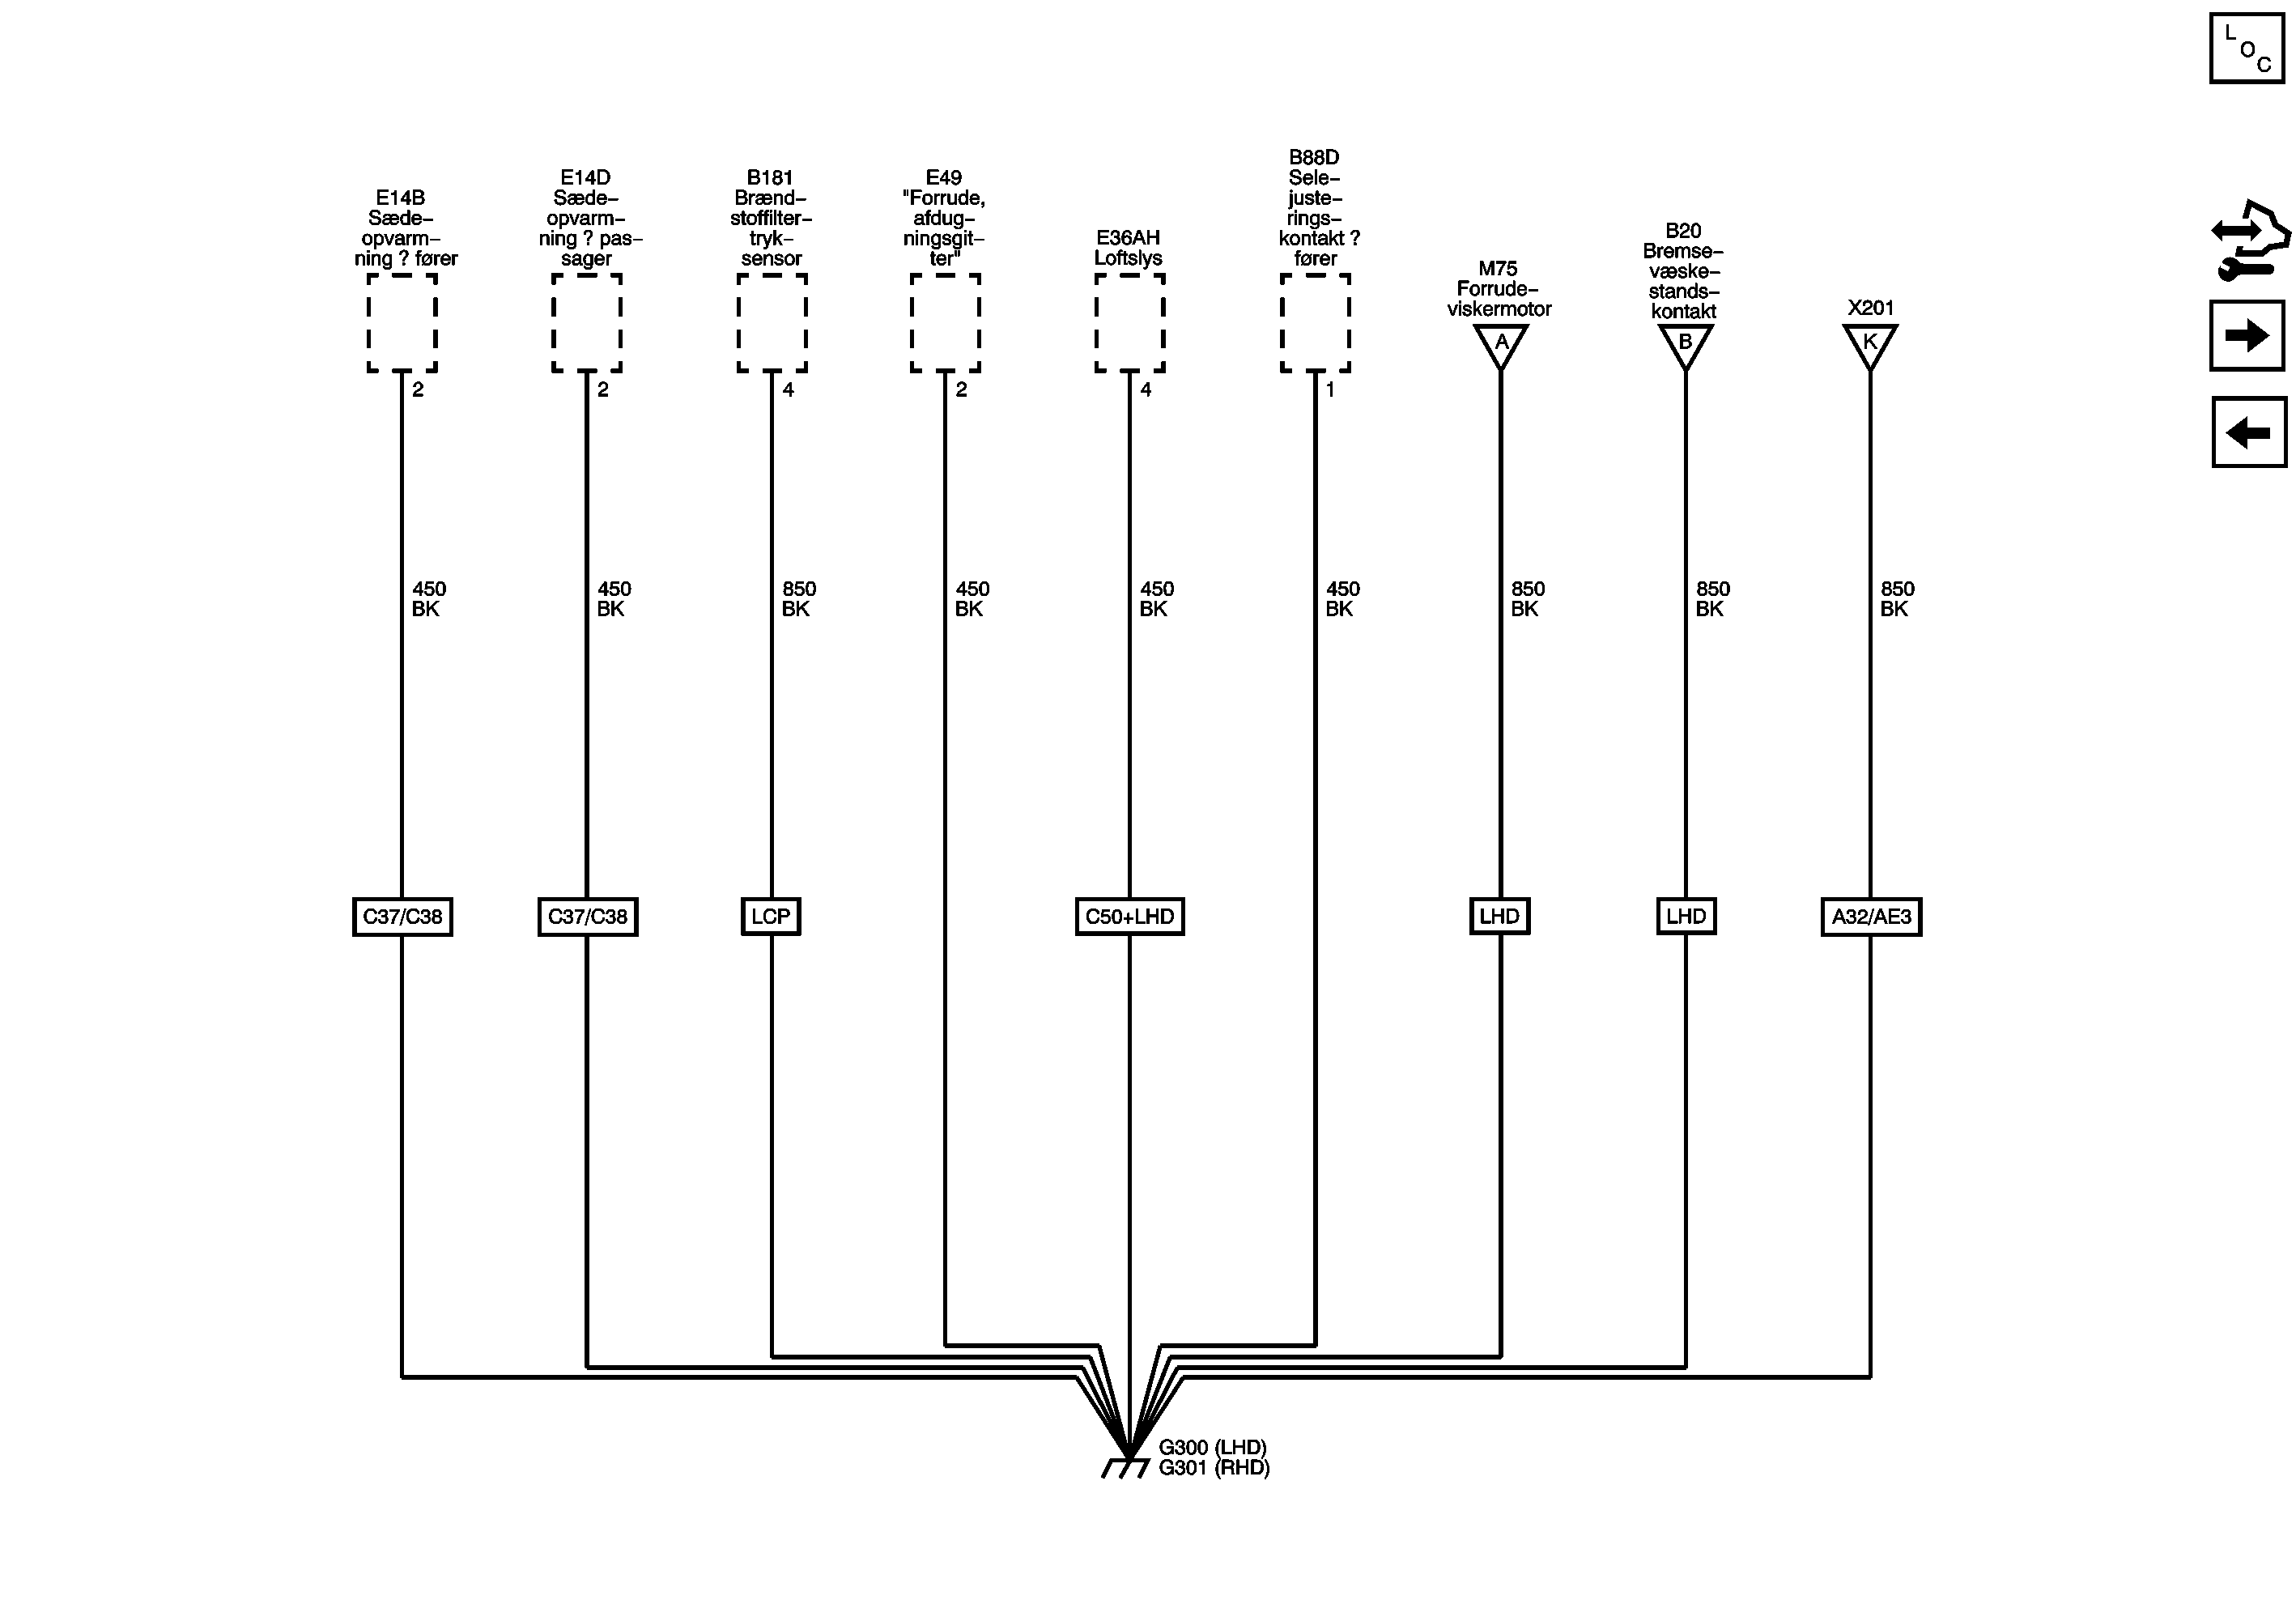 L
O
C
E14B
Sæde–
opvarm–
ning ? fører
2
450
BK
C37/C38
E14D
Sæde–
opvarm–
ning ? pas–
sager
2
450
BK
C37/C38
B181
Brænd–
stoffilter–
tryk–
sensor
4
850
BK
LCP
E49
"Forrude,
afdug–
ningsgit–
ter"
2
450
BK
E36AH
Loftslys
4
450
BK
C50+LHD
B88D
Sele–
juste–
rings–
kontakt ?
fører
1
450
BK
M75
Forrude–
viskermotor
A
850
BK
LHD
B20
Bremse–
væske–
stands–
kontakt
B
850
BK
LHD
X201
K
850
BK
A32/AE3
G300 (LHD)
G301 (RHD)